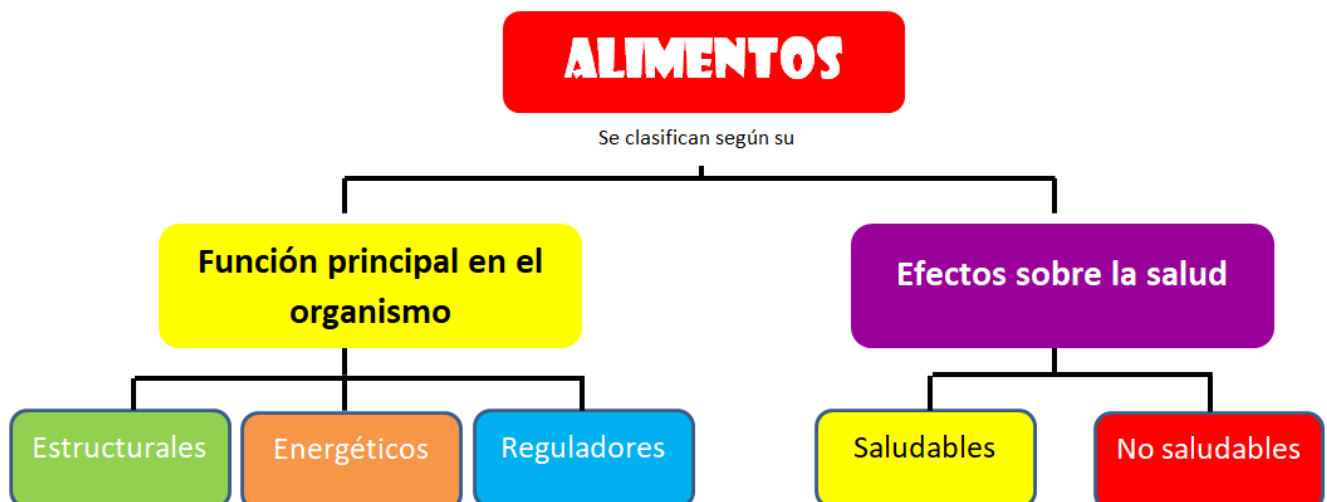 ALIMENTOS
Se clasifican según su
Función principal en el
organismo
Efectos sobre la salud
Estructurales
Energéticos
Reguladores
Saludables
No saludables